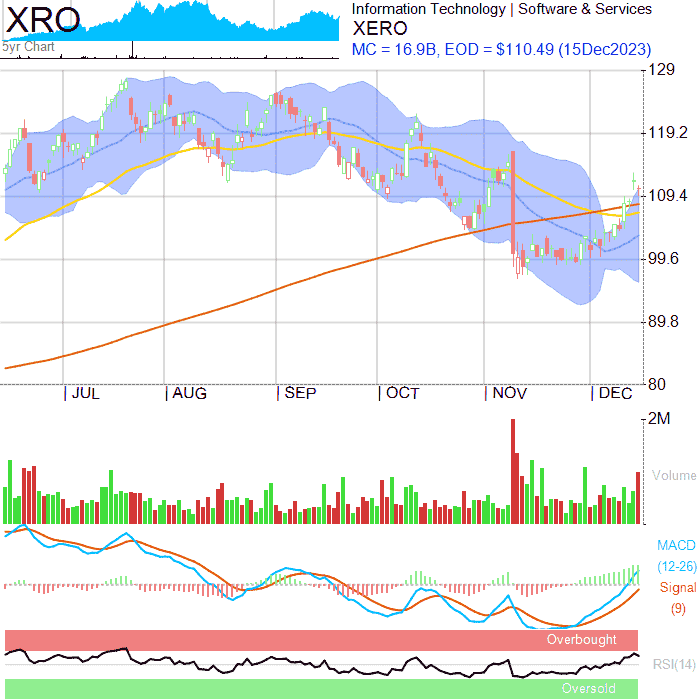 XRO
5yr Chart
Information Technology | Software & Services
XERO
MC = 16.9B, EOD = $110.49 (15Dec2023)
129
119.2
109.4
99.6
89.8
80
JUL
AUG
SEP
OCT
NOV
DEC
2M
Volume
MACD
(12-26)
Signal
(9)
Overbought
RSI(14)
Oversold